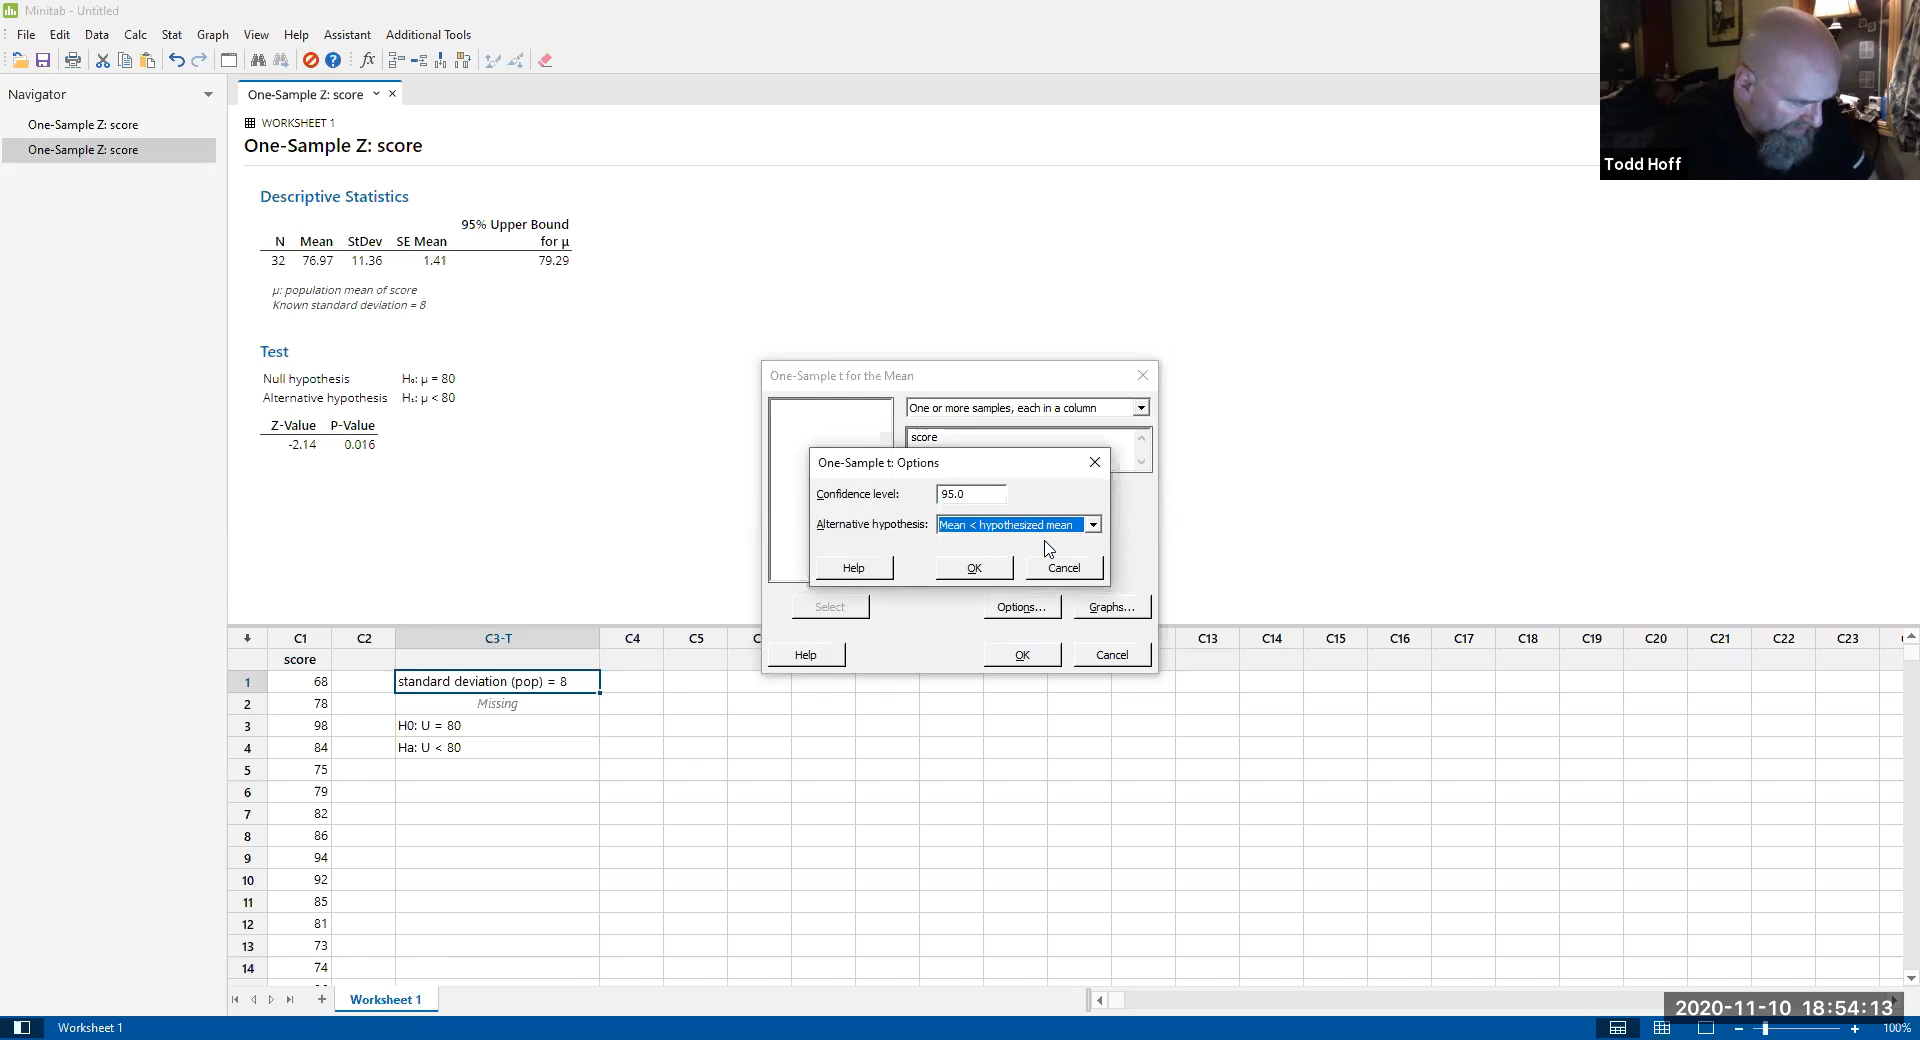 Minitab - Untitled
File Edit Data Calc Stat Graph View Help Assistant Additional Tools
Navigator
One-Sample Z: score
One-Sample Z: score
One-Sample Z: score
WORKSHEET 1
One-Sample Z: score
Descriptive Statistics
95% Upper Bound
N Mean StDev SE Mean for μ
32 76.97 11.36 1.41 79.29
μ: population mean of score
Known standard deviation = 8
Test
Null hypothesis H₀: μ = 80
Alternative hypothesis H₁: μ < 80
Z-Value P-Value
-2.14 0.016
Todd Hoff
One-Sample t for the Mean
One or more samples, each in a column
score
One-Sample t: Options
Confidence level: 95.0
Alternative hypothesis: Mean < hypothesized mean
Help OK Cancel
Select Options... Graphs...
Help OK Cancel
C1 C2 C3-T C4 C5 C13 C14 C15 C16 C17 C18 C19 C20 C21 C22 C23
score
1 68 standard deviation (pop) = 8
2 78 Missing
3 98 H0: U = 80
4 84 Ha: U < 80
5 75
6 79
7 82
8 86
9 94
10 92
11 85
12 81
13 73
14 74
Worksheet 1
2020-11-10 18:54:13
Worksheet 1
100%